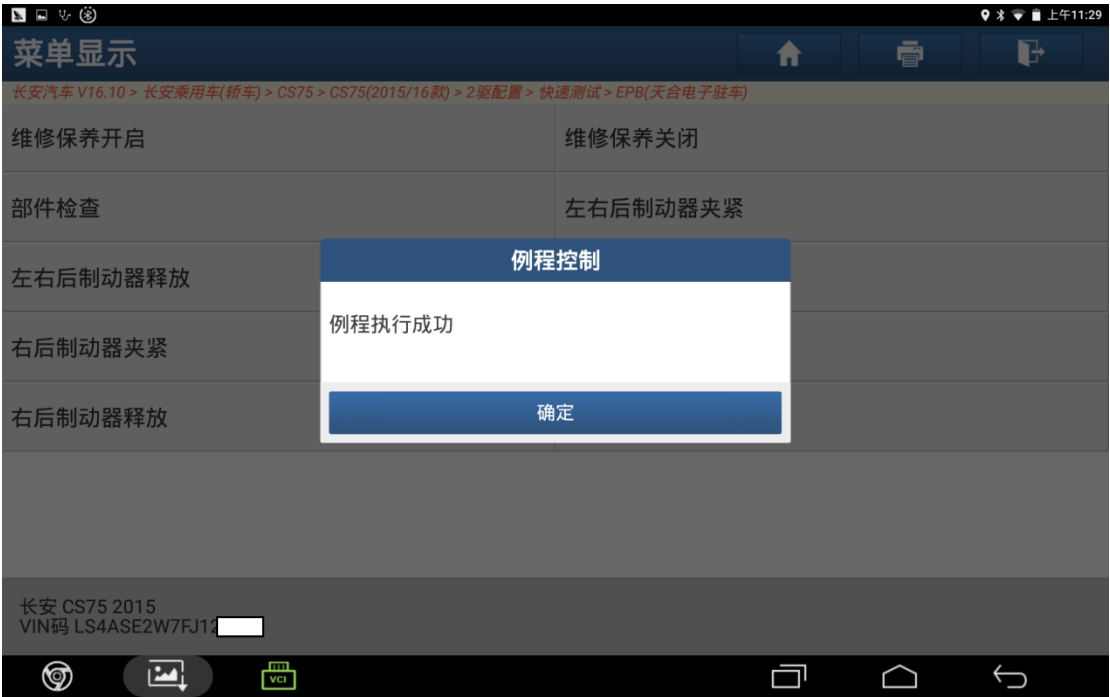 上午11:29
菜单显示
长安汽车 V16.10 > 长安乘用车(轿车) > CS75 > CS75(2015/16款) > 2驱配置 > 快速测试 > EPB(天合电子驻车)
维修保养开启
维修保养关闭
部件检查
左右后制动器夹紧
左右后制动器释放
右后制动器夹紧
右后制动器释放
例程控制
例程执行成功
确定
长安 CS75 2015
VIN码 LS4ASE2W7FJ12
VCI